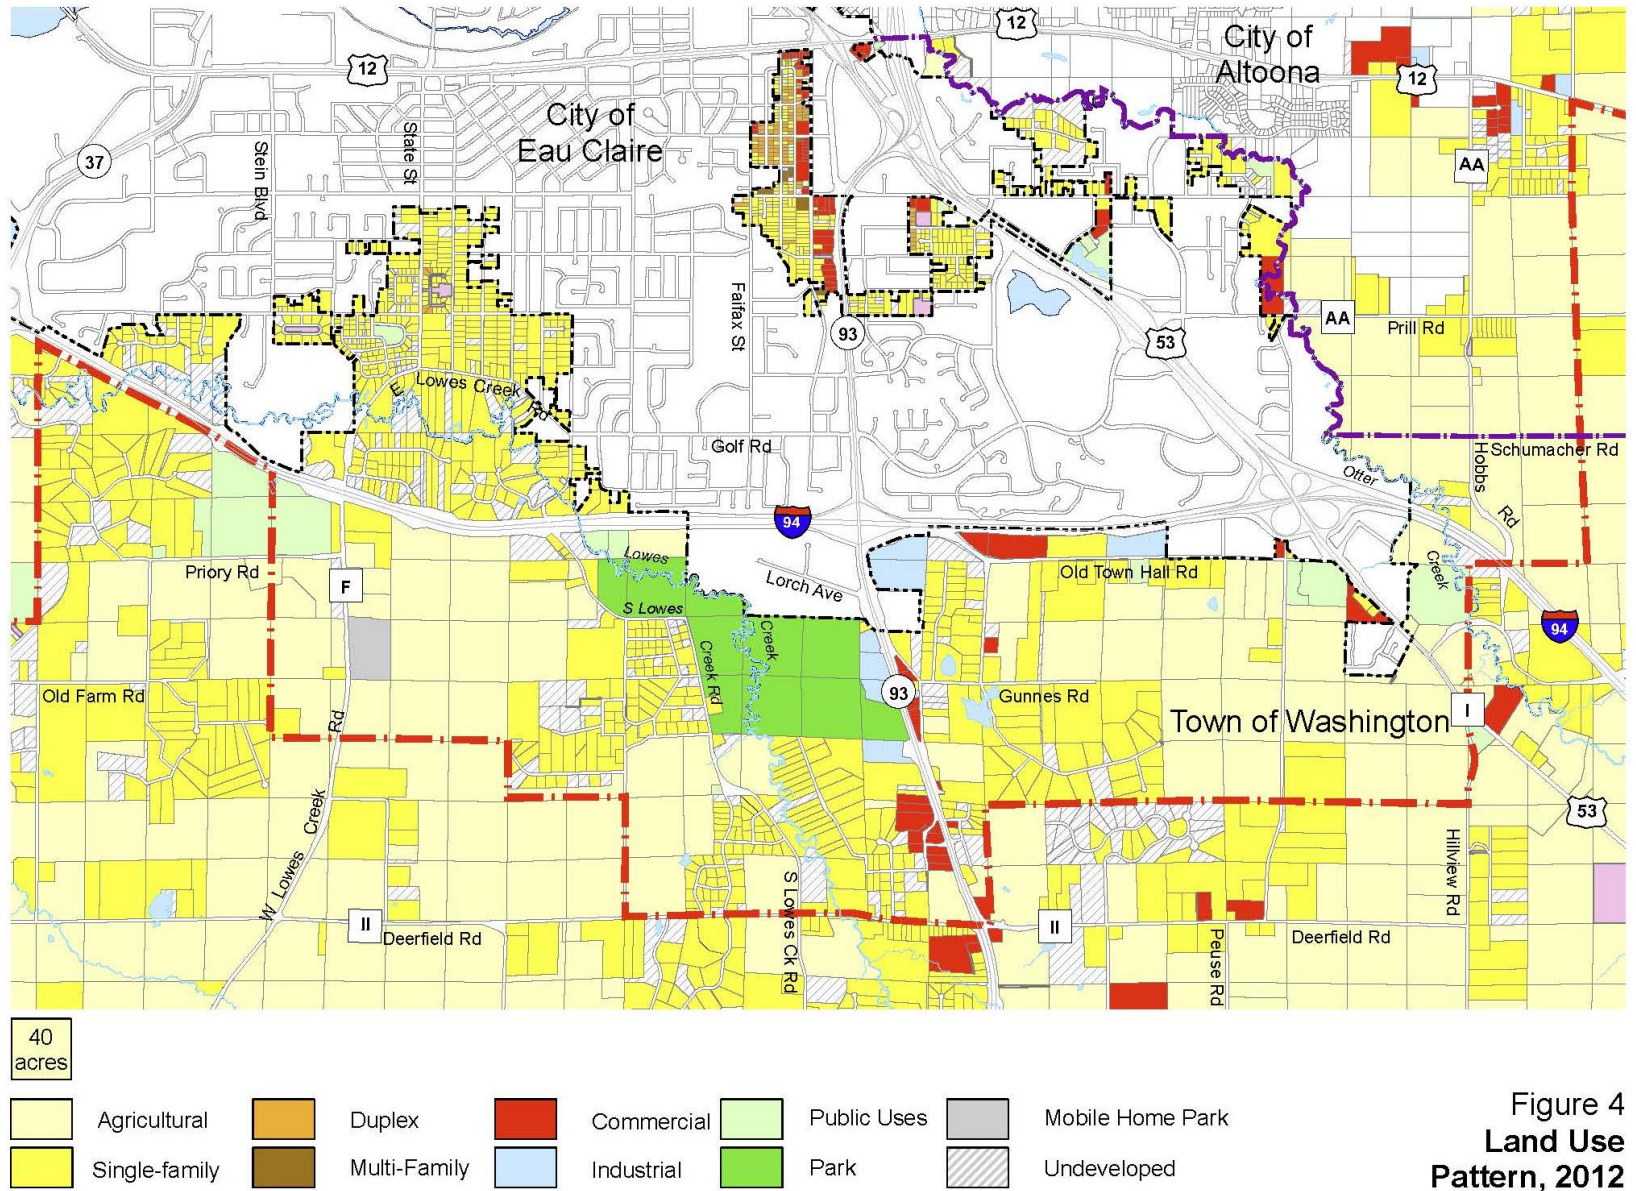 12
City of
Altoona
12
12
City of
Eau Claire
37
State St
Stein Blvd
AA
Faifax St
93
53
AA
Prill Rd
E
Lowes Creek
Rd
Golf Rd
Schumacher Rd
Hobbs
Rd
Otter
Creek
94
Lowes
Creek
Lorch Ave
Priory Rd
F
Old Town Hall Rd
S Lowes
Creek Rd
94
Old Farm Rd
93
Gunnes Rd
Town of Washington
I
Rd
Creek
W Lowes
53
Hillview Rd
S Lowes Ck Rd
II
Deerfield Rd
II
Peuse Rd
Deerfield Rd
40
acres
Agricultural
Duplex
Commercial
Public Uses
Mobile Home Park
Single-family
Multi-Family
Industrial
Park
Undeveloped
Figure 4
Land Use
Pattern, 2012